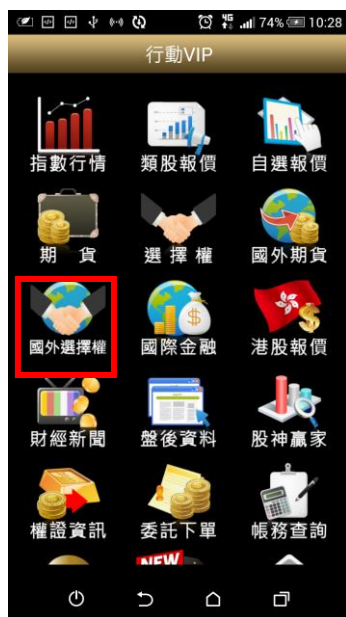 4G 74% 10:28
行動VIP
指數行情 類股報價 自選報價
期 貨 選 擇 權 國外期貨
$
國外選擇權 國際金融 港股報價
財經新聞 盤後資料 股神贏家
權證資訊 委託下單 帳務查詢
NEW